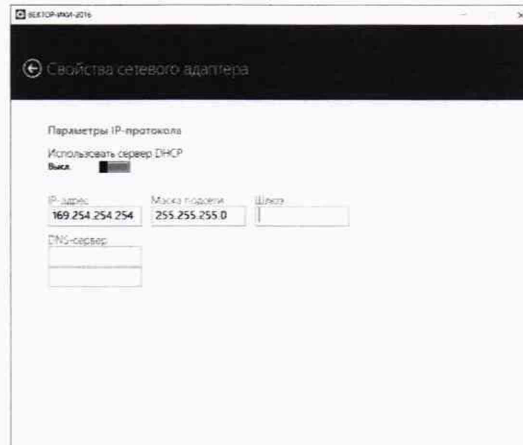 ВЕКТОР-ИКИ-2016
Свойства сетевого адаптера
Параметры IP-протокола
Использовать сервер DHCP
Выкл.
IP-адрес Маска подсети Шлюз
169.254.254.254 255.255.255.0
DNS-сервер